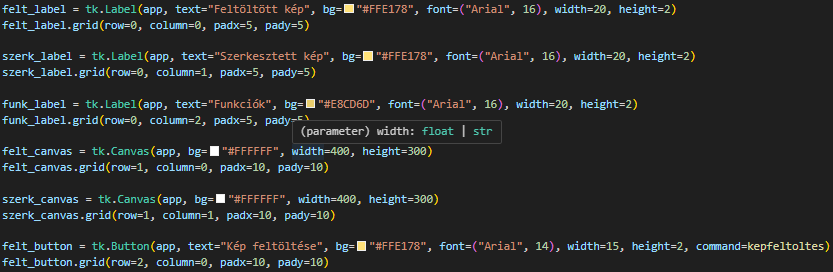 felt_label = tk.Label(app, text="Feltöltött kép", bg="#FFE178", font=("Arial", 16), width=20, height=2)
felt_label.grid(row=0, column=0, padx=5, pady=5)
szerk_label = tk.Label(app, text="Szerkesztett kép", bg="#FFE178", font=("Arial", 16), width=20, height=2)
szerk_label.grid(row=0, column=1, padx=5, pady=5)
funk_label = tk.Label(app, text="Funkciók", bg="#E8CD6D", font=("Arial", 16), width=20, height=2)
funk_label.grid(row=0, column=2, padx=5, pady=5)
(parameter) width: float | str
felt_canvas = tk.Canvas(app, bg="#FFFFFF", width=400, height=300)
felt_canvas.grid(row=1, column=0, padx=10, pady=10)
szerk_canvas = tk.Canvas(app, bg="#FFFFFF", width=400, height=300)
szerk_canvas.grid(row=1, column=1, padx=10, pady=10)
felt_button = tk.Button(app, text="Kép feltöltése", bg="#FFE178", font=("Arial", 14), width=15, height=2, command=kepfeltoltes)
felt_button.grid(row=2, column=0, padx=10, pady=10)